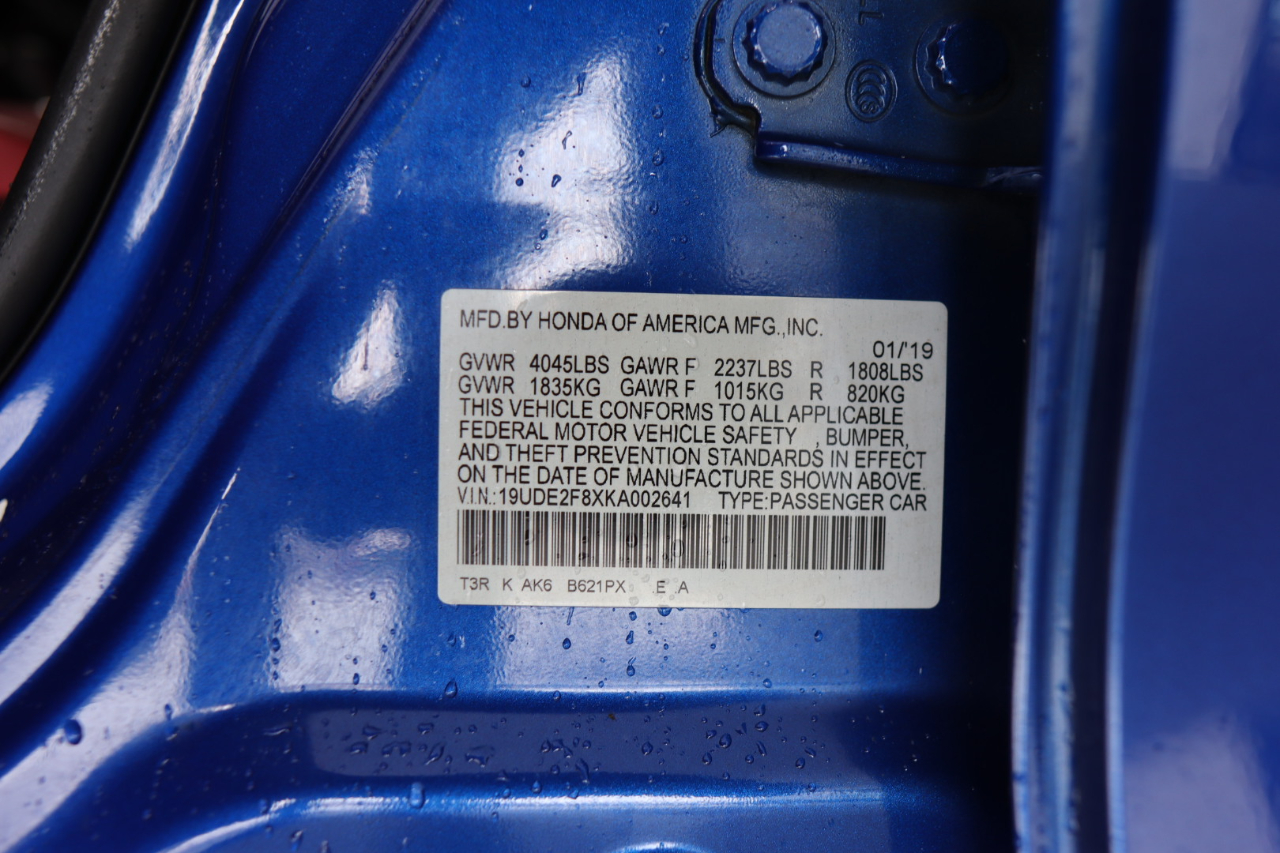 MFD.BY HONDA OF AMERICA MFG.,INC.
01/'19
GVWR 4045LBS GAWR F 2237LBS R 1808LBS
GVWR 1835KG GAWR F 1015KG R 820KG
THIS VEHICLE CONFORMS TO ALL APPLICABLE
FEDERAL MOTOR VEHICLE SAFETY , BUMPER,
AND THEFT PREVENTION STANDARDS IN EFFECT
ON THE DATE OF MANUFACTURE SHOWN ABOVE.
V.I.N.:19UDE2F8XKA002641 TYPE:PASSENGER CAR
T3R K AK6 B621PX E A